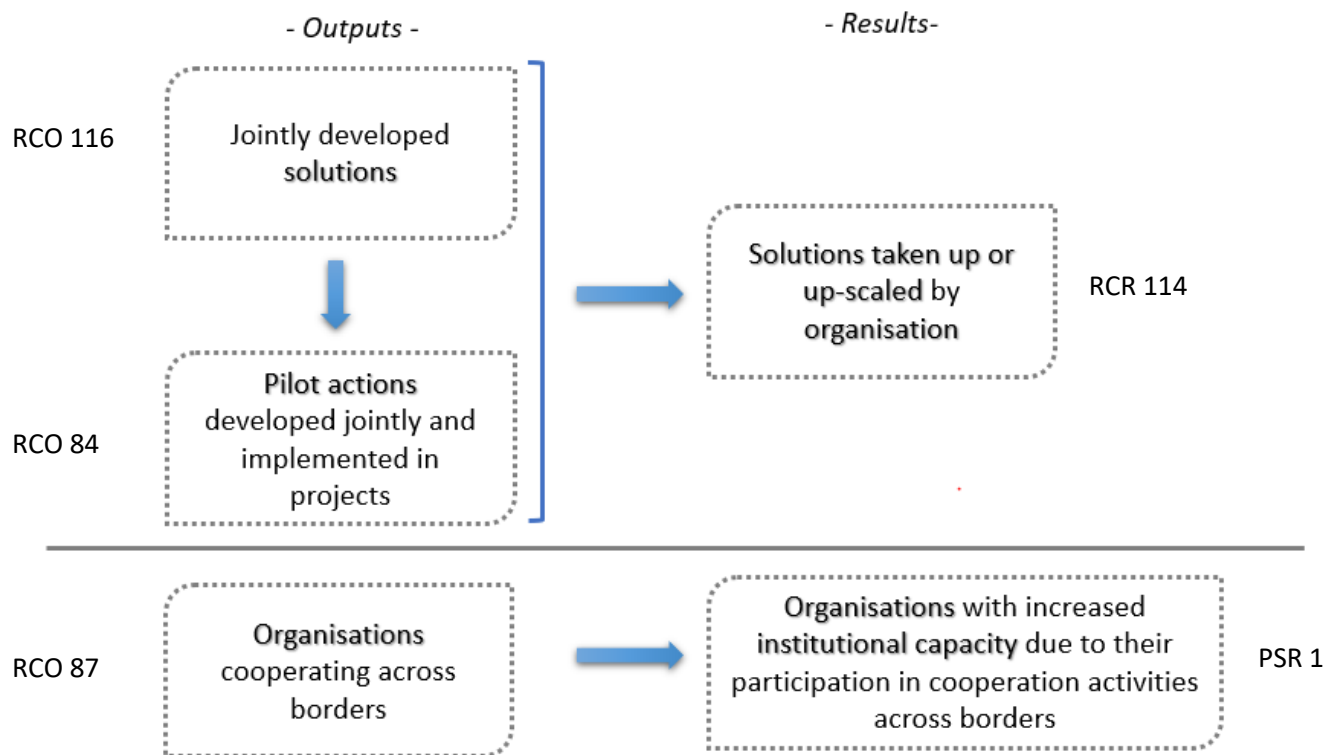 - Outputs -
- Results-
RCO 116
Jointly developed
solutions
Solutions taken up or
up-scaled by
organisation
RCR 114
RCO 84
Pilot actions
developed jointly and
implemented in
projects
RCO 87
Organisations
cooperating across
borders
Organisations with increased
institutional capacity due to their
participation in cooperation activities
across borders
PSR 1